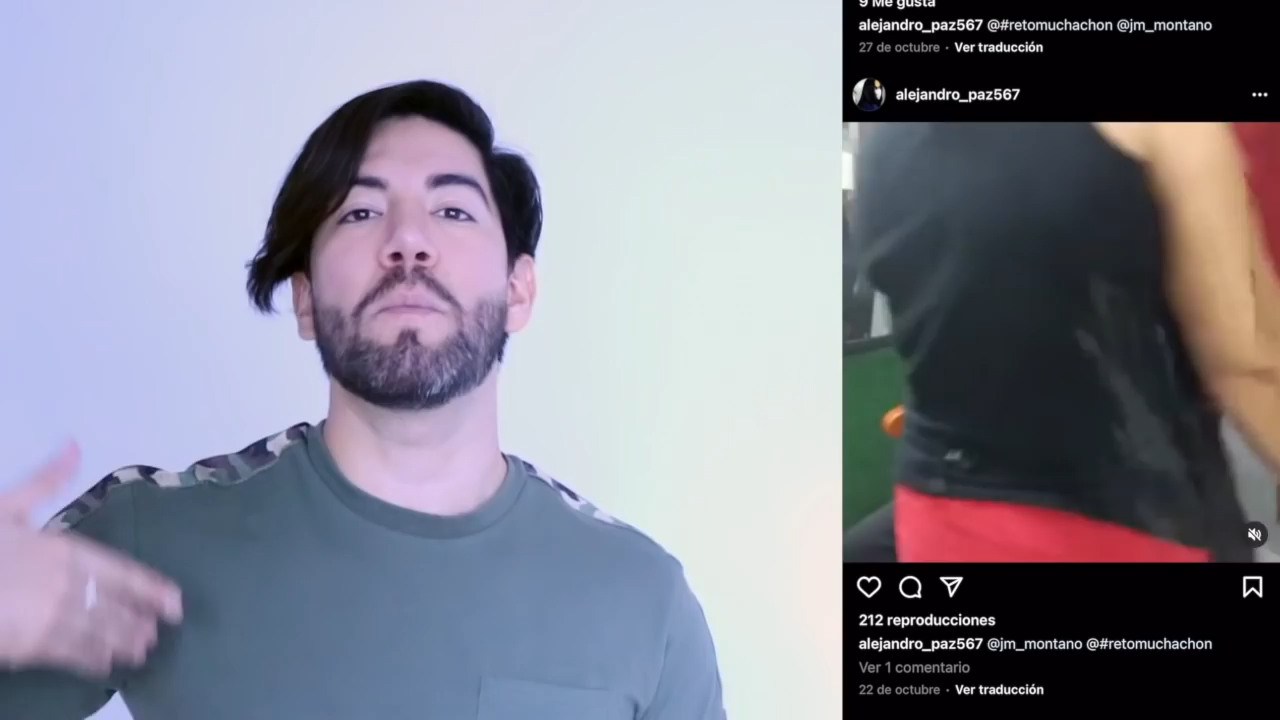 9 Me gusta
alejandro_paz567 @#retomuchachon @jm_montano
27 de octubre · Ver traducción
alejandro_paz567
212 reproducciones
alejandro_paz567 @jm_montano @#retomuchachon
Ver 1 comentario
22 de octubre · Ver traducción